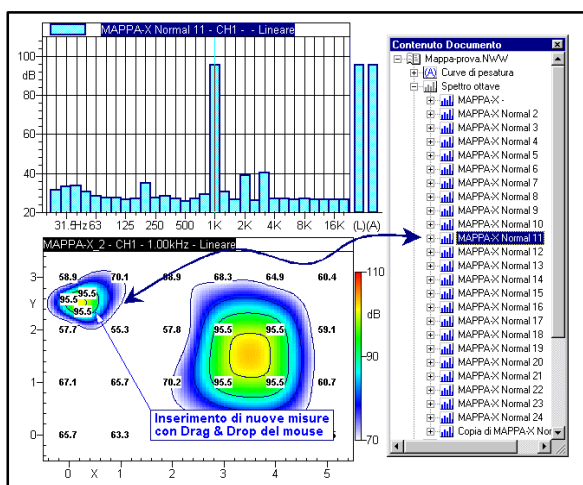 MAPPA-X Normal 11 - CH1 - - Lineare
100
dB
80
60
40
20
31.5Hz 63 125 250 500 1K 2K 4K 8K 16K (L)(A)
MAPPA-X_2 - CH1 - 1.00kHz - Lineare
3
Y
2
1
0
58.9 70.1 68.9 68.3 64.9 60.4
95.5 95.5
95.5
57.7 55.3 57.8 95.5 95.5 59.1
67.1 65.7 70.2 95.5 95.5 60.7
65.7 63.3
0 X 1 2 3 4 5
110
dB
90
70
Inserimento di nuove misure
con Drag & Drop del mouse
Contenuto Documento
Mappa-prova.NWW
(A) Curve di pesatura
Spettro ottave
MAPPA-X -
MAPPA-X Normal 2
MAPPA-X Normal 3
MAPPA-X Normal 4
MAPPA-X Normal 5
MAPPA-X Normal 6
MAPPA-X Normal 7
MAPPA-X Normal 8
MAPPA-X Normal 9
MAPPA-X Normal 10
MAPPA-X Normal 11
MAPPA-X Normal 12
MAPPA-X Normal 13
MAPPA-X Normal 14
MAPPA-X Normal 15
MAPPA-X Normal 16
MAPPA-X Normal 17
MAPPA-X Normal 18
MAPPA-X Normal 19
MAPPA-X Normal 20
MAPPA-X Normal 21
MAPPA-X Normal 22
MAPPA-X Normal 23
MAPPA-X Normal 24
Copia di MAPPA-X Nor